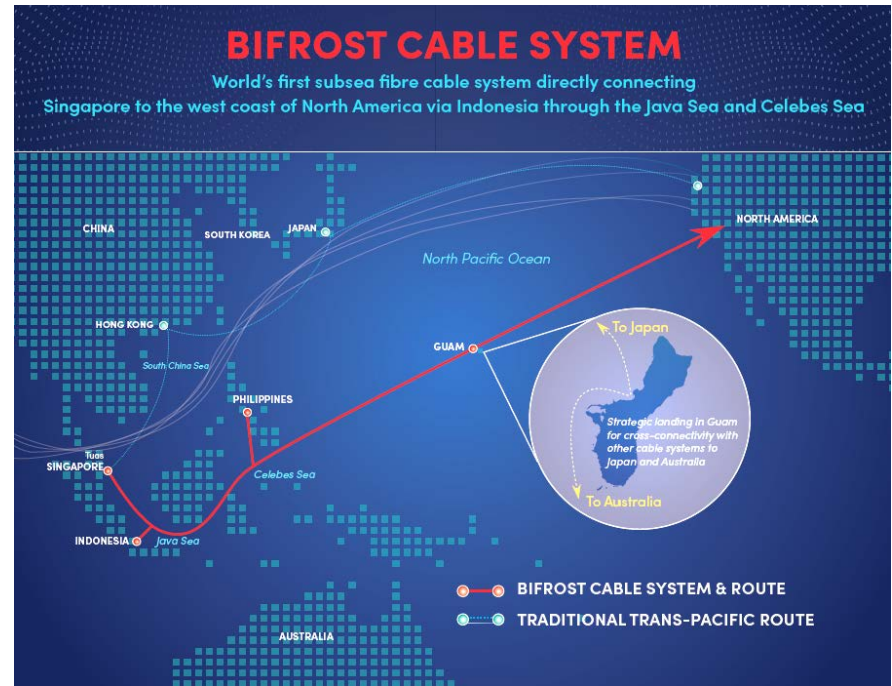 BIFROST CABLE SYSTEM
World's first subsea fibre cable system directly connecting
Singapore to the west coast of North America via Indonesia through the Java Sea and Celebes Sea
CHINA
SOUTH KOREA
JAPAN
NORTH AMERICA
North Pacific Ocean
HONG KONG
South China Sea
To Japan
GUAM
PHILIPPINES
Strategic landing in Guam
for cross-connectivity with
other cable systems to
Japan and Australia
Tuas
SINGAPORE
Celebes Sea
To Australia
INDONESIA
Java Sea
BIFROST CABLE SYSTEM & ROUTE
TRADITIONAL TRANS-PACIFIC ROUTE
AUSTRALIA